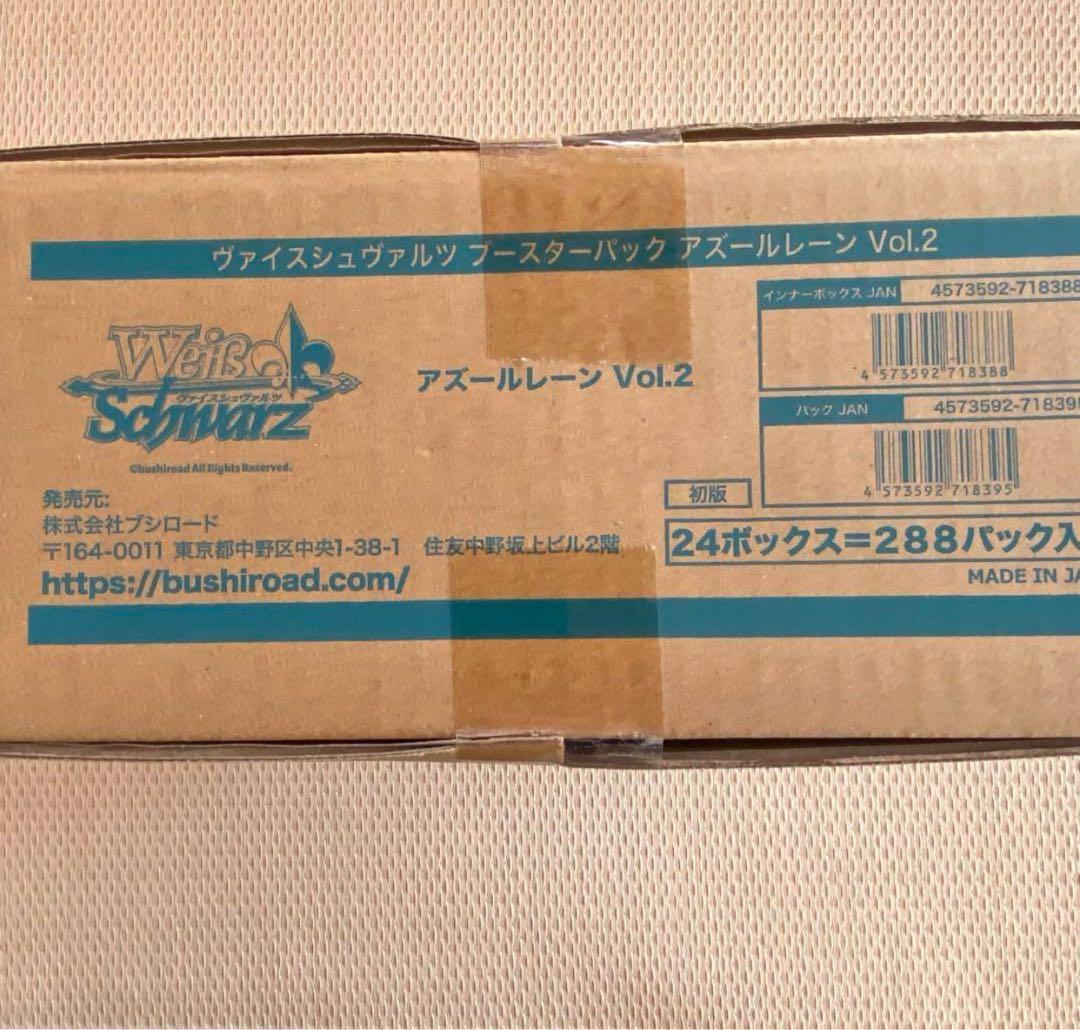 ヴァイスシュヴァルツ ブースターパック アズールレーン Vol.2
Weiß
ヴァイスシュヴァルツ
Schwarz
©bushiroad All Rights Reserved.
アズールレーン Vol.2
インナーボックス JAN 4573592-718388
4 573592 718388
パック JAN 4573592-718395
4 573592 718395
初版
24ボックス=288パック入
MADE IN JA
発売元:
株式会社ブシロード
〒164-0011 東京都中野区中央1-38-1 住友中野坂上ビル2階
https://bushiroad.com/